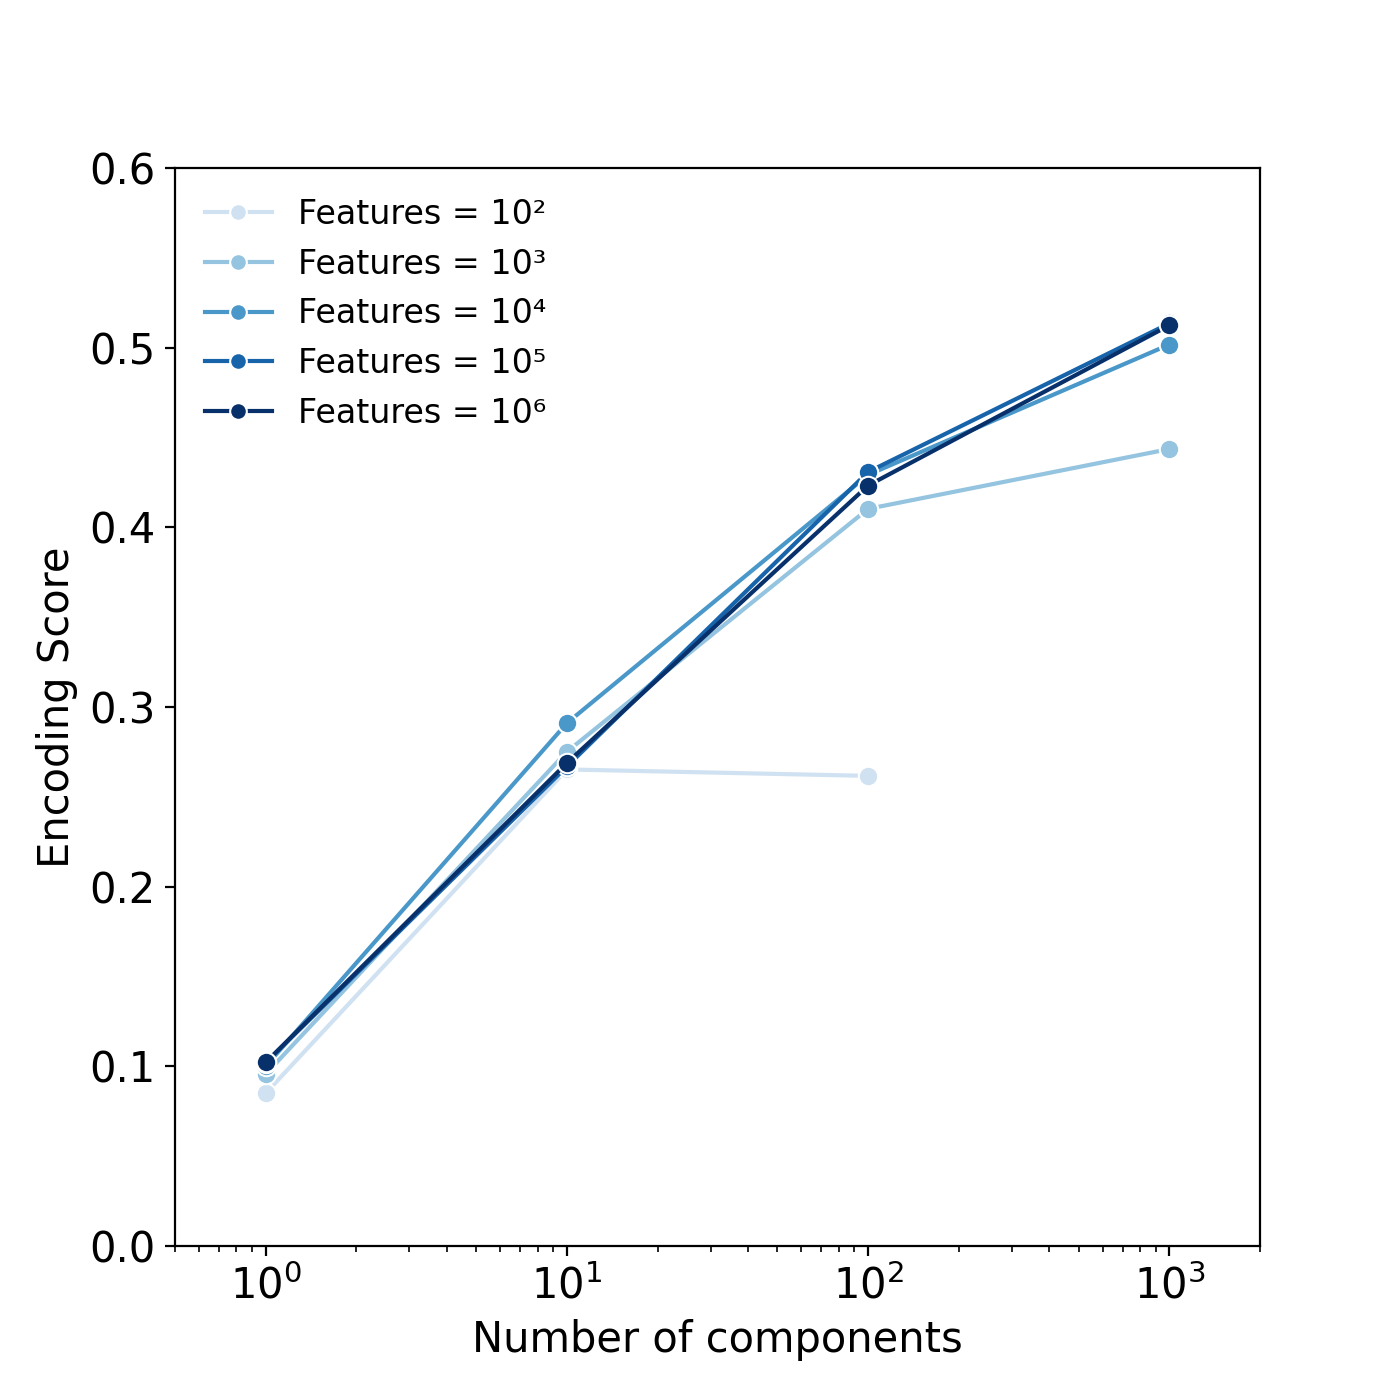 0.6
0.5
0.4
0.3
0.2
0.1
0.0
Encoding Score
Features = 10²
Features = 10³
Features = 10⁴
Features = 10⁵
Features = 10⁶
10⁰ 10¹ 10² 10³
Number of components